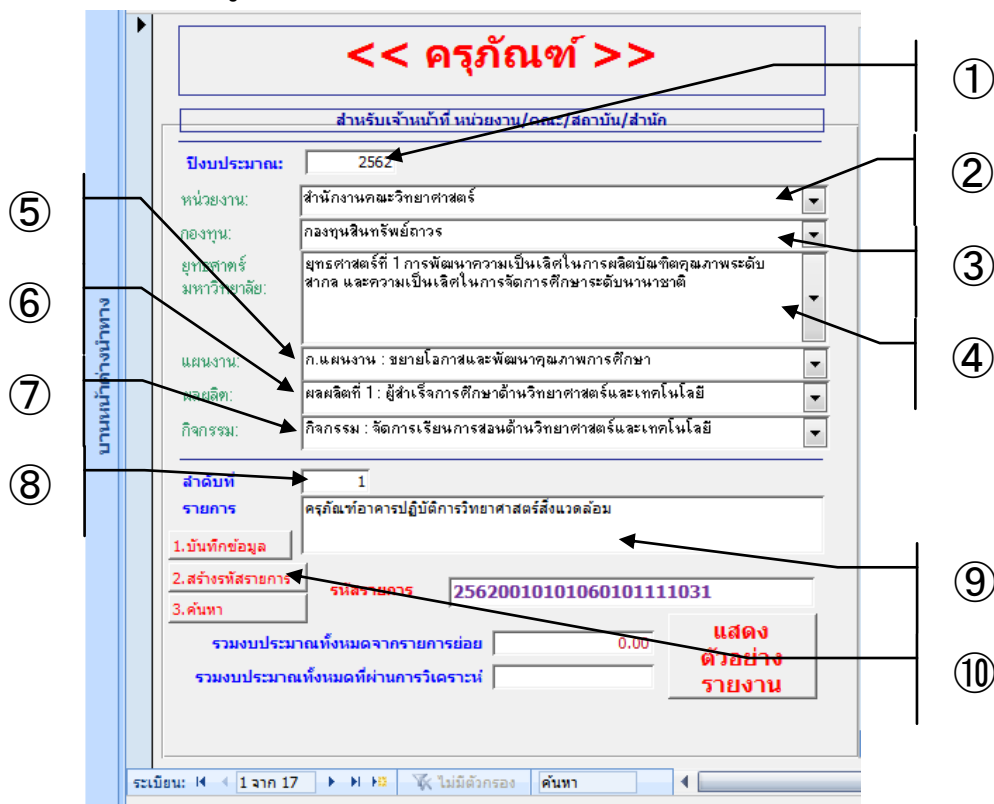 << ครุภัณฑ์ >>
①
สำหรับเจ้าหน้าที่ หน่วยงาน/คณะ/สถาบัน/สำนัก
ปีงบประมาณ: 2562
②
หน่วยงาน: สำนักงานคณะวิทยาศาสตร์
⑤
กองทุน: กองทุนสินทรัพย์ถาวร
③
ยุทธศาศตร์ ยุทธศาสตร์ที่ 1 การพัฒนาความเป็นเลิศในการผลิตบัณฑิตคุณภาพระดับ
มหาวิทยาลัย: สากล และความเป็นเลิศในการจัดการศึกษาระดับนานาชาติ
⑥
④
แผนงาน: ก.แผนงาน : ขยายโอกาสและพัฒนาคุณภาพการศึกษา
⑦
ผลผลิต: ผลผลิตที่ 1 : ผู้สำเร็จการศึกษาด้านวิทยาศาสตร์และเทคโนโลยี
กิจกรรม: กิจกรรม : จัดการเรียนการสอนด้านวิทยาศาสตร์และเทคโนโลยี
บานหน้าต่างนำทาง
⑧
ลำดับที่ 1
รายการ ครุภัณฑ์อาคารปฏิบัติการวิทยาศาสตร์สิ่งแวดล้อม
1.บันทึกข้อมูล
2.สร้างรหัสรายการ
⑨
รหัสรายการ 25620010101060101111031
3.ค้นหา
รวมงบประมาณทั้งหมดจากรายการย่อย 0.00
แสดง
ตัวอย่าง
รายงาน
⑩
รวมงบประมาณทั้งหมดที่ผ่านการวิเคราะห์
ระเบียน: 1 จาก 17 ไม่มีตัวกรอง ค้นหา